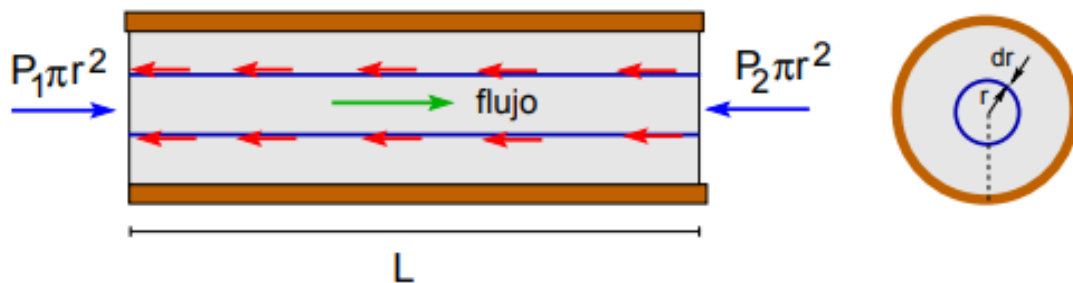 P₁πr²
flujo
P₂πr²
dr
r
L